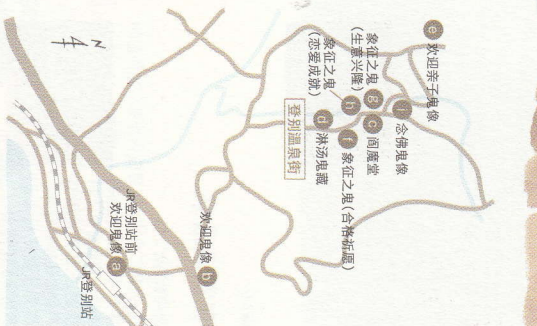 N
e 欢迎亲子鬼像
象征之鬼
(生意兴隆)
g
象征之鬼
(恋爱成就)
h
i 念佛鬼像
c 阎魔堂
d 淋汤鬼藏
f 象征之鬼(合格祈愿)
登别温泉街
欢迎鬼像 b
JR登别站前
欢迎鬼像 a
JR登别站